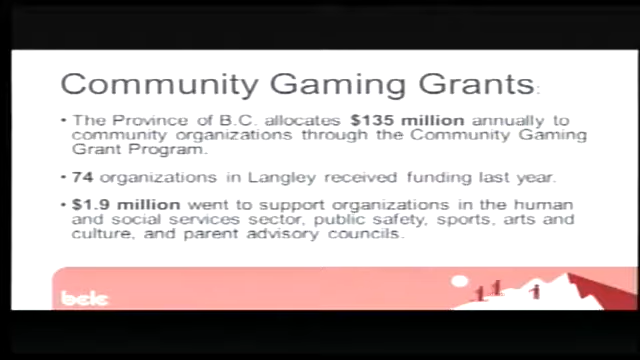 Community Gaming Grants:
• The Province of B.C. allocates $135 million annually to
community organizations through the Community Gaming
Grant Program.
• 74 organizations in Langley received funding last year.
• $1.9 million went to support organizations in the human
and social services sector, public safety, sports, arts and
culture, and parent advisory councils.
bclc